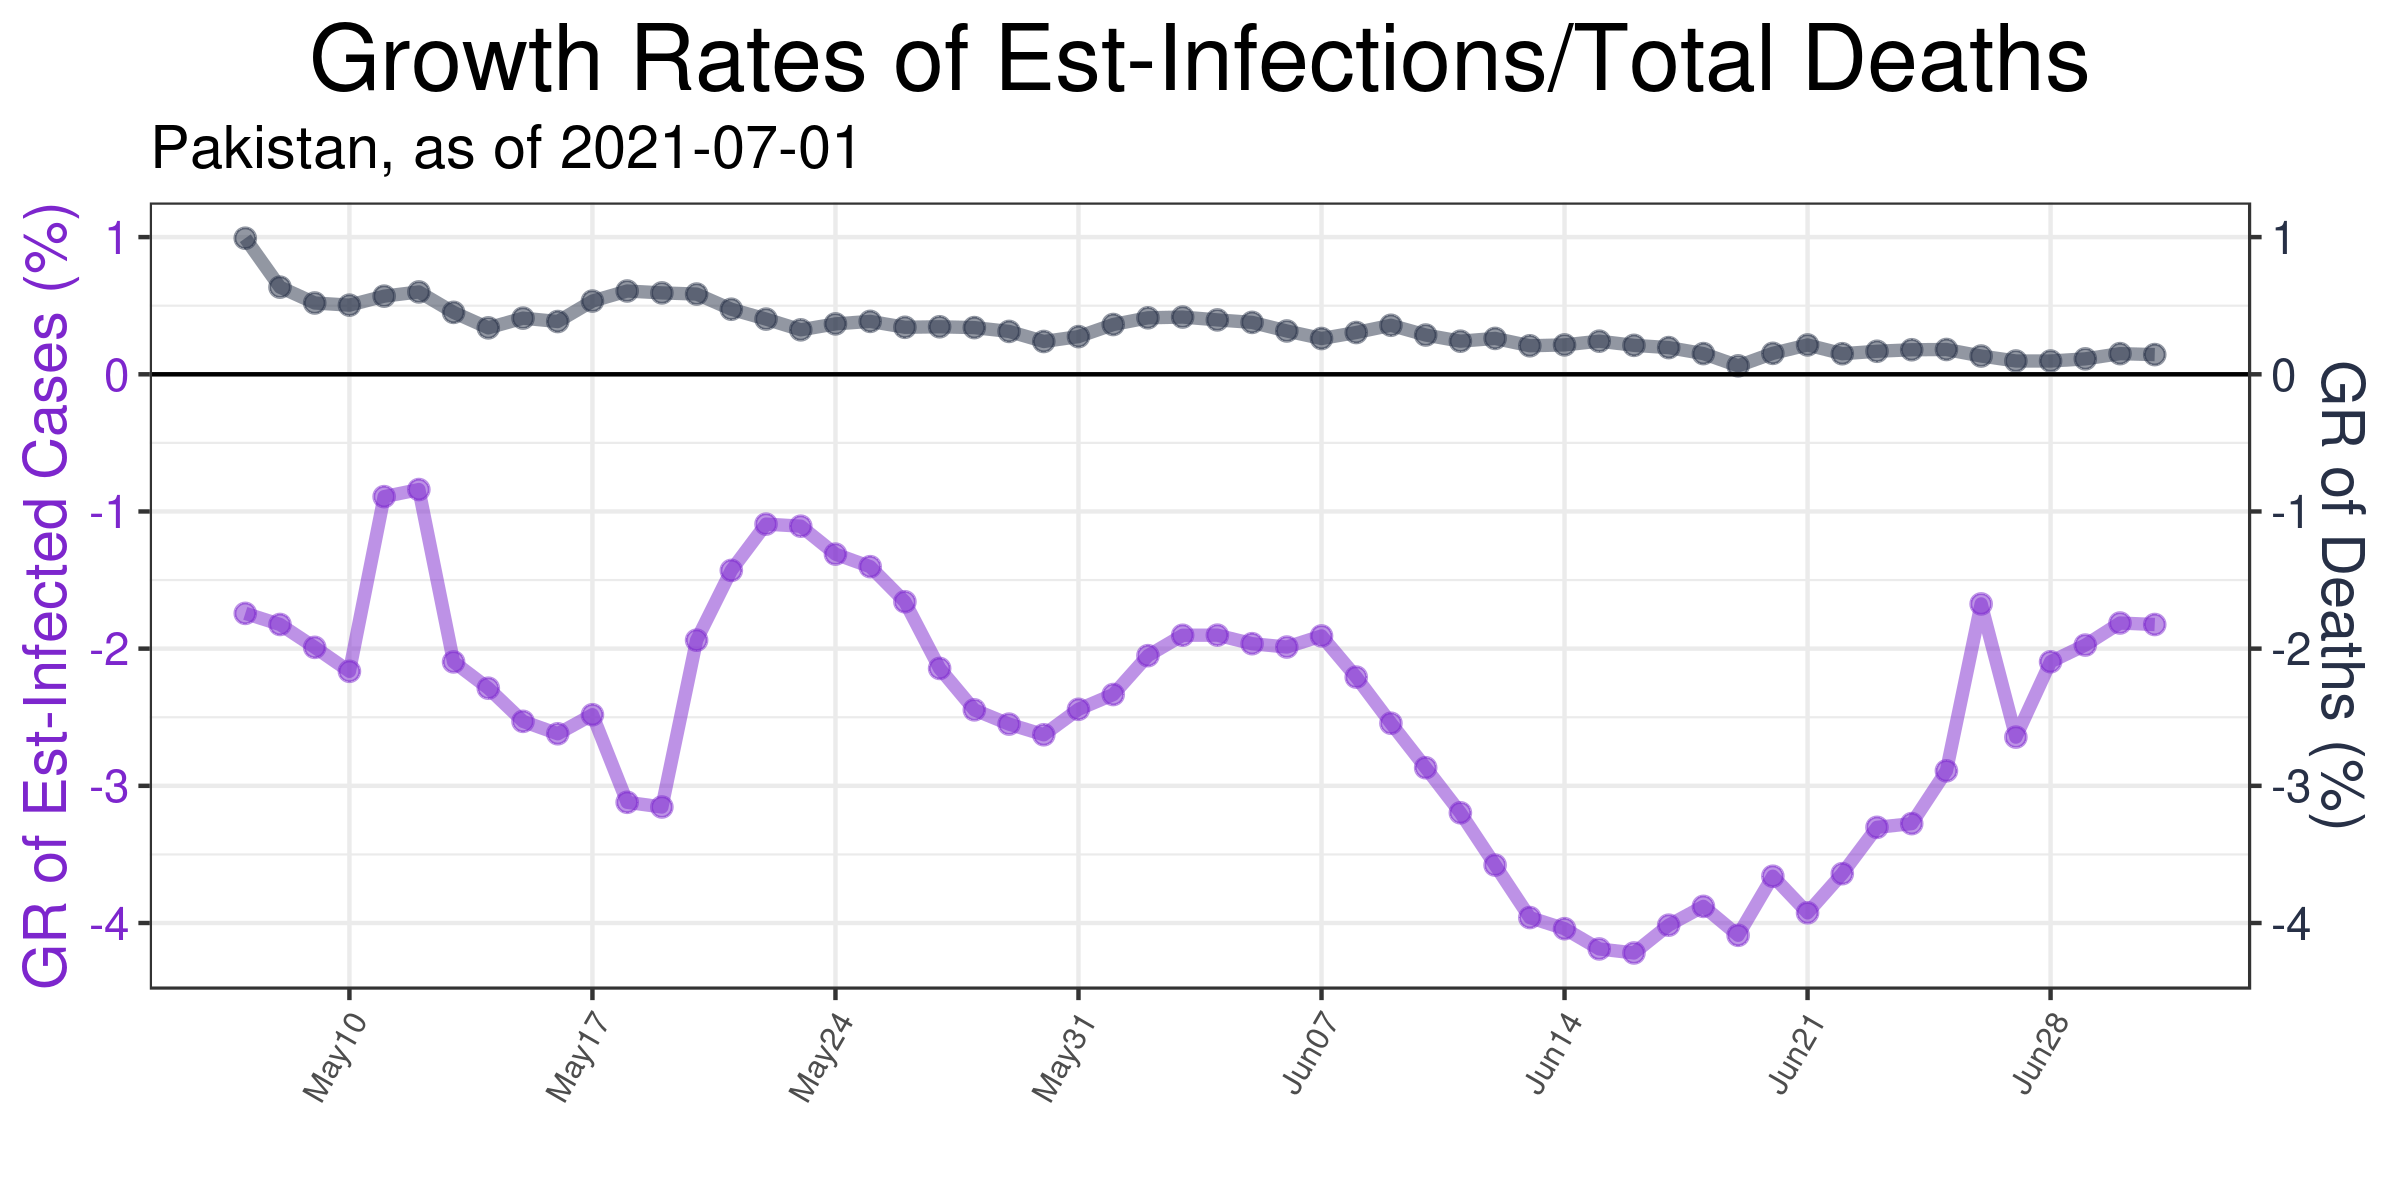 Growth Rates of Est-Infections/Total Deaths
Pakistan, as of 2021-07-01
GR of Est-Infected Cases (%)
1
0
-1
-2
-3
-4
1
0
-1
-2
-3
-4
GR of Deaths (%)
May10
May17
May24
May31
Jun07
Jun14
Jun21
Jun28